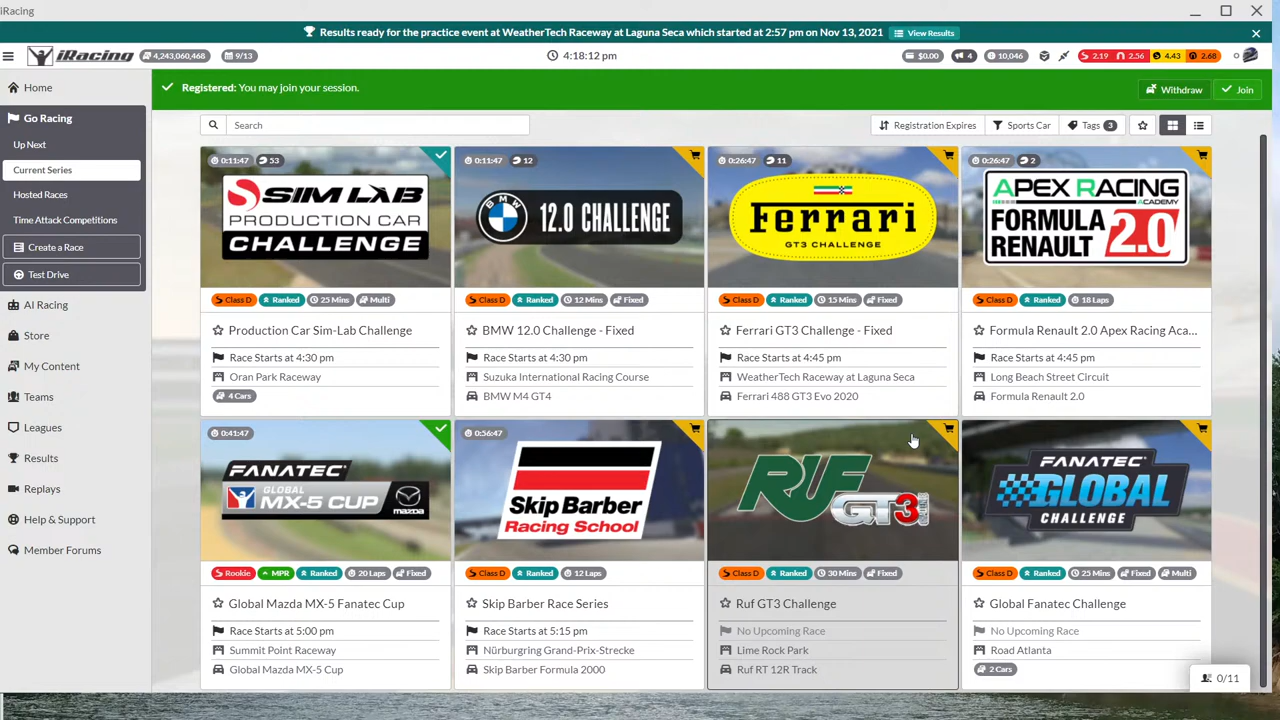 iRacing
Results ready for the practice event at WeatherTech Raceway at Laguna Seca which started at 2:57 pm on Nov 13, 2021
View Results
iRacing
4,243,060,468
9/13
4:18:12 pm
$0.00
4
10,046
2.19
2.56
4.43
2.68
Registered: You may join your session.
Withdraw
Join
Home
Go Racing
Up Next
Current Series
Hosted Races
Time Attack Competitions
Create a Race
Test Drive
AI Racing
Store
My Content
Teams
Leagues
Results
Replays
Help & Support
Member Forums
Search
Registration Expires
Sports Car
Tags 3
0:11:47 53
SIM LAB
PRODUCTION CAR
CHALLENGE
Class D Ranked 25 Mins Multi
Production Car Sim-Lab Challenge
Race Starts at 4:30 pm
Oran Park Raceway
4 Cars
0:11:47 12
BMW
12.0 CHALLENGE
Class D Ranked 12 Mins Fixed
BMW 12.0 Challenge - Fixed
Race Starts at 4:30 pm
Suzuka International Racing Course
BMW M4 GT4
0:26:47 11
Ferrari
GT3 CHALLENGE
Class D Ranked 15 Mins Fixed
Ferrari GT3 Challenge - Fixed
Race Starts at 4:45 pm
WeatherTech Raceway at Laguna Seca
Ferrari 488 GT3 Evo 2020
0:26:47 2
APEX RACING
ACADEMY
FORMULA
RENAULT 2.0
Class D Ranked 18 Laps
Formula Renault 2.0 Apex Racing Aca...
Race Starts at 4:45 pm
Long Beach Street Circuit
Formula Renault 2.0
0:41:47
FANATEC
GLOBAL
MX-5 CUP
mazda
Rookie MPR Ranked 20 Laps Fixed
Global Mazda MX-5 Fanatec Cup
Race Starts at 5:00 pm
Summit Point Raceway
Global Mazda MX-5 Cup
0:56:47
Skip Barber
Racing School
Class D Ranked 12 Laps
Skip Barber Race Series
Race Starts at 5:15 pm
Nürburgring Grand-Prix-Strecke
Skip Barber Formula 2000
RUF
GT3
Class D Ranked 30 Mins Fixed
Ruf GT3 Challenge
No Upcoming Race
Lime Rock Park
Ruf RT 12R Track
FANATEC
GLOBAL
CHALLENGE
Class D Ranked 25 Mins Fixed Multi
Global Fanatec Challenge
No Upcoming Race
Road Atlanta
2 Cars
0/11